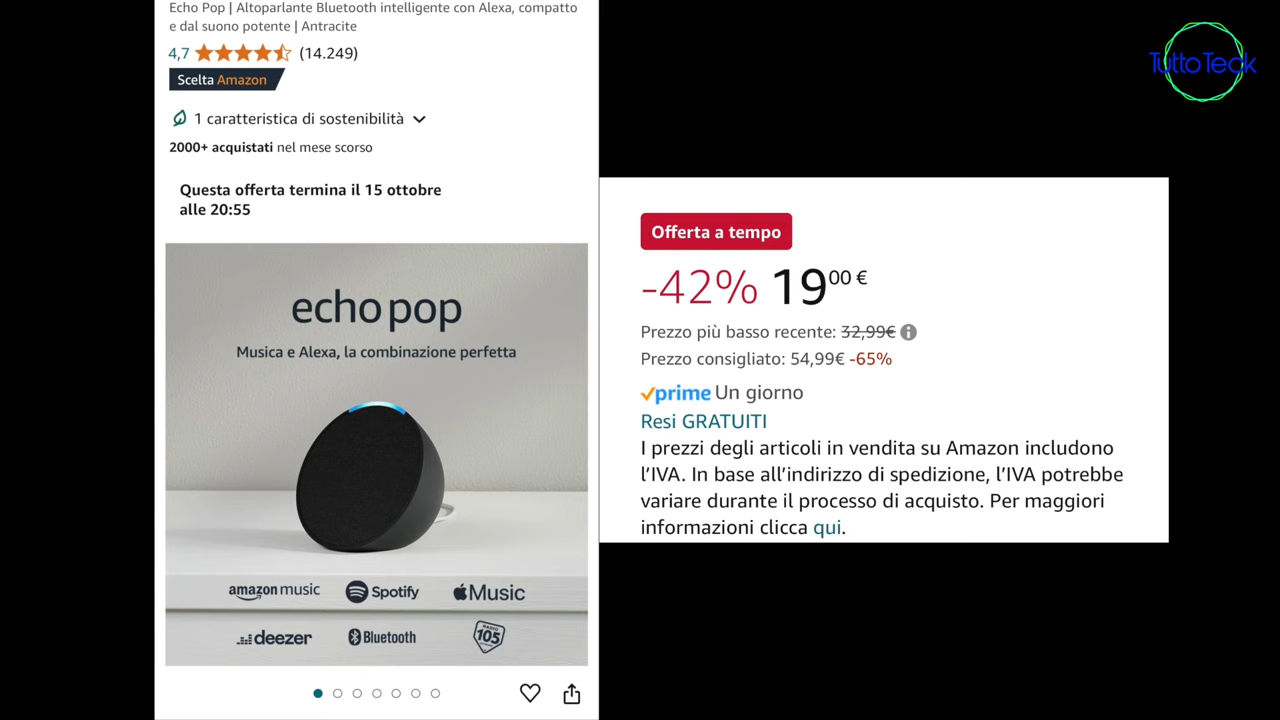 Echo Pop | Altoparlante Bluetooth intelligente con Alexa, compatto
e dal suono potente | Antracite
4,7 (14.249)
Scelta Amazon
1 caratteristica di sostenibilità
2000+ acquistati nel mese scorso
Questa offerta termina il 15 ottobre
alle 20:55
echo pop
Musica e Alexa, la combinazione perfetta
amazon music Spotify Music
deezer Bluetooth RADIO 105
TuttoTeck
Offerta a tempo
-42% 1900 €
Prezzo più basso recente: 32,99€
Prezzo consigliato: 54,99€ -65%
prime Un giorno
Resi GRATUITI
I prezzi degli articoli in vendita su Amazon includono
l’IVA. In base all’indirizzo di spedizione, l’IVA potrebbe
variare durante il processo di acquisto. Per maggiori
informazioni clicca qui.